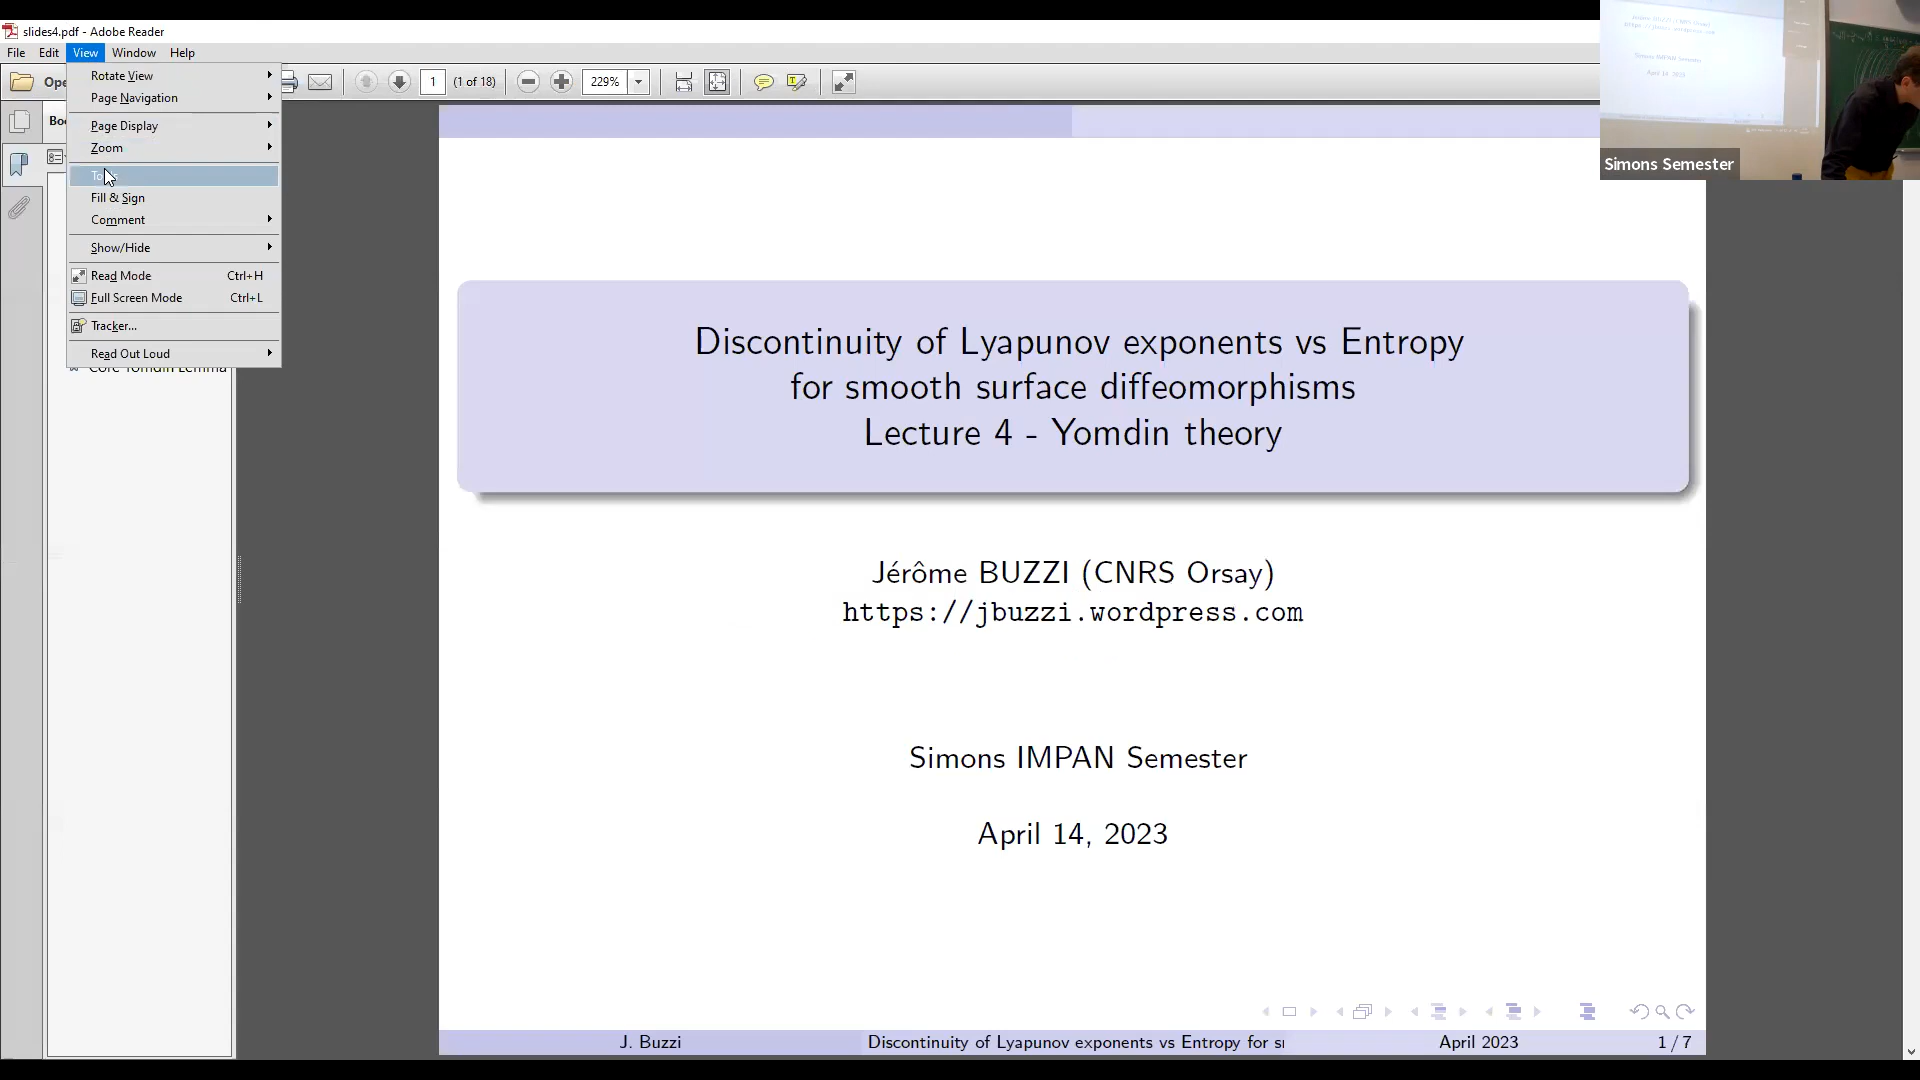 slides4.pdf - Adobe Reader
File Edit View Window Help
1 (1 of 18) 229%
Rotate View
Page Navigation
Page Display
Zoom
Fill & Sign
Comment
Show/Hide
Read Mode Ctrl+H
Full Screen Mode Ctrl+L
Tracker...
Read Out Loud
Core Yomdin Lemma
Discontinuity of Lyapunov exponents vs Entropy
for smooth surface diffeomorphisms
Lecture 4 - Yomdin theory
Jérôme BUZZI (CNRS Orsay)
https://jbuzzi.wordpress.com
Simons IMPAN Semester
April 14, 2023
J. Buzzi Discontinuity of Lyapunov exponents vs Entropy for April 2023 1 / 7
Simons Semester